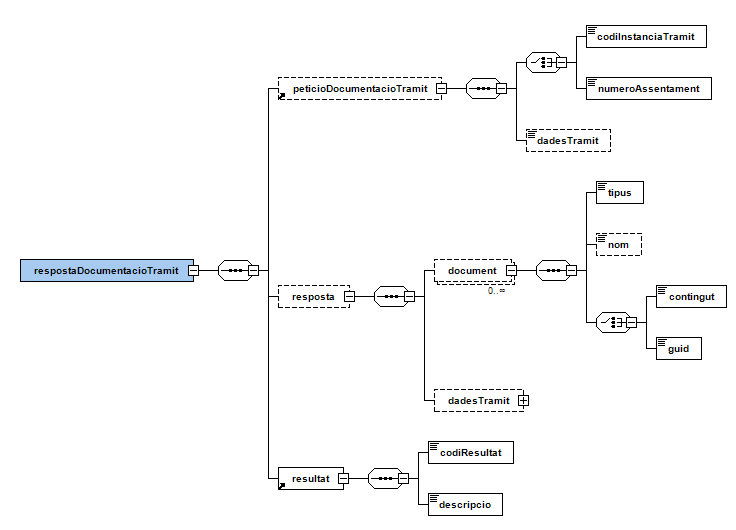 codiInstanciaTramit
peticioDocumentacioTramit
numeroAssentament
dadesTramit
tipus
nom
respostaDocumentacioTramit
document
0..∞
resposta
contingut
guid
dadesTramit
codiResultat
resultat
descripcio